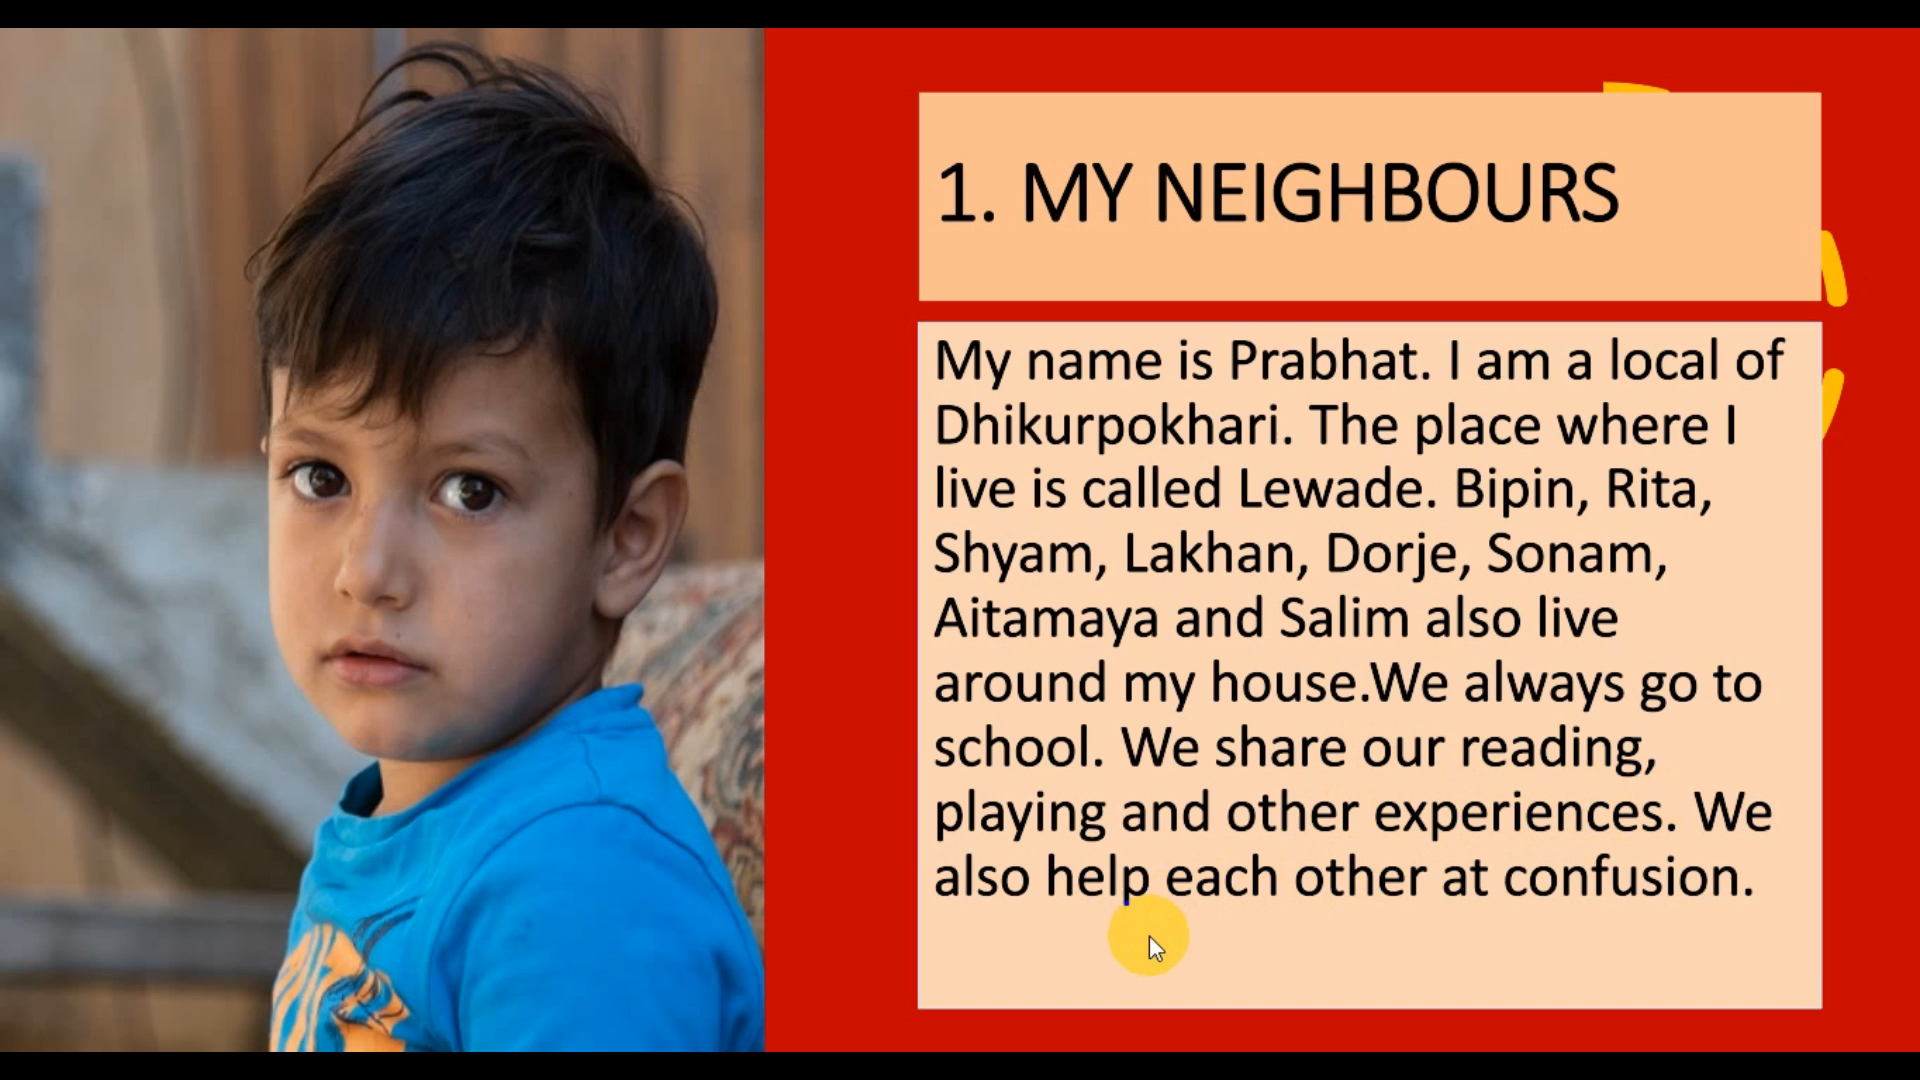 1. MY NEIGHBOURS
My name is Prabhat. I am a local of
Dhikurpokhari. The place where I
live is called Lewade. Bipin, Rita,
Shyam, Lakhan, Dorje, Sonam,
Aitamaya and Salim also live
around my house.We always go to
school. We share our reading,
playing and other experiences. We
also help each other at confusion.